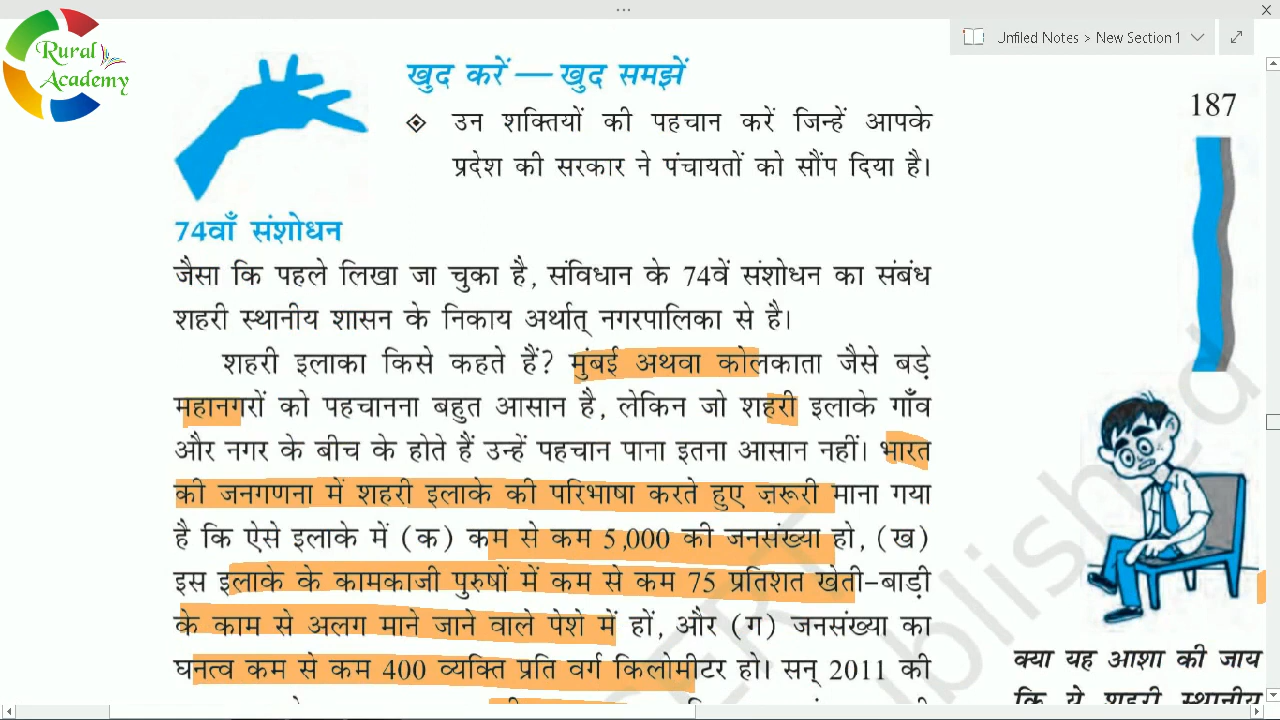 Rural
Academy
Unfiled Notes > New Section 1
187
खुद करें — खुद समझें
उन शक्तियों की पहचान करें जिन्हें आपके
प्रदेश की सरकार ने पंचायतों को सौंप दिया है।
74वाँ संशोधन
जैसा कि पहले लिखा जा चुका है, संविधान के 74वें संशोधन का संबंध
शहरी स्थानीय शासन के निकाय अर्थात् नगरपालिका से है।
शहरी इलाका किसे कहते हैं? मुंबई अथवा कोलकाता जैसे बड़े
महानगरों को पहचानना बहुत आसान है, लेकिन जो शहरी इलाके गाँव
और नगर के बीच के होते हैं उन्हें पहचान पाना इतना आसान नहीं। भारत
की जनगणना में शहरी इलाके की परिभाषा करते हुए ज़रूरी माना गया
है कि ऐसे इलाके में (क) कम से कम 5,000 की जनसंख्या हो, (ख)
इस इलाके के कामकाजी पुरुषों में कम से कम 75 प्रतिशत खेती-बाड़ी
के काम से अलग माने जाने वाले पेशे में हों, और (ग) जनसंख्या का
घनत्व कम से कम 400 व्यक्ति प्रति वर्ग किलोमीटर हो। सन् 2011 की
क्या यह आशा की जाय
कि ये शहरी स्थानीय